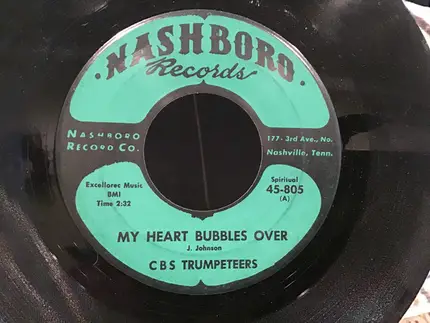 NASHBORO
Records
NASHBORO
RECORD CO.
177-3rd Ave., No.
Nashville, Tenn.
Excellorec Music
BMI
Time 2:32
Spiritual
45-805
(A)
MY HEART BUBBLES OVER
J. Johnson
CBS TRUMPETEERS